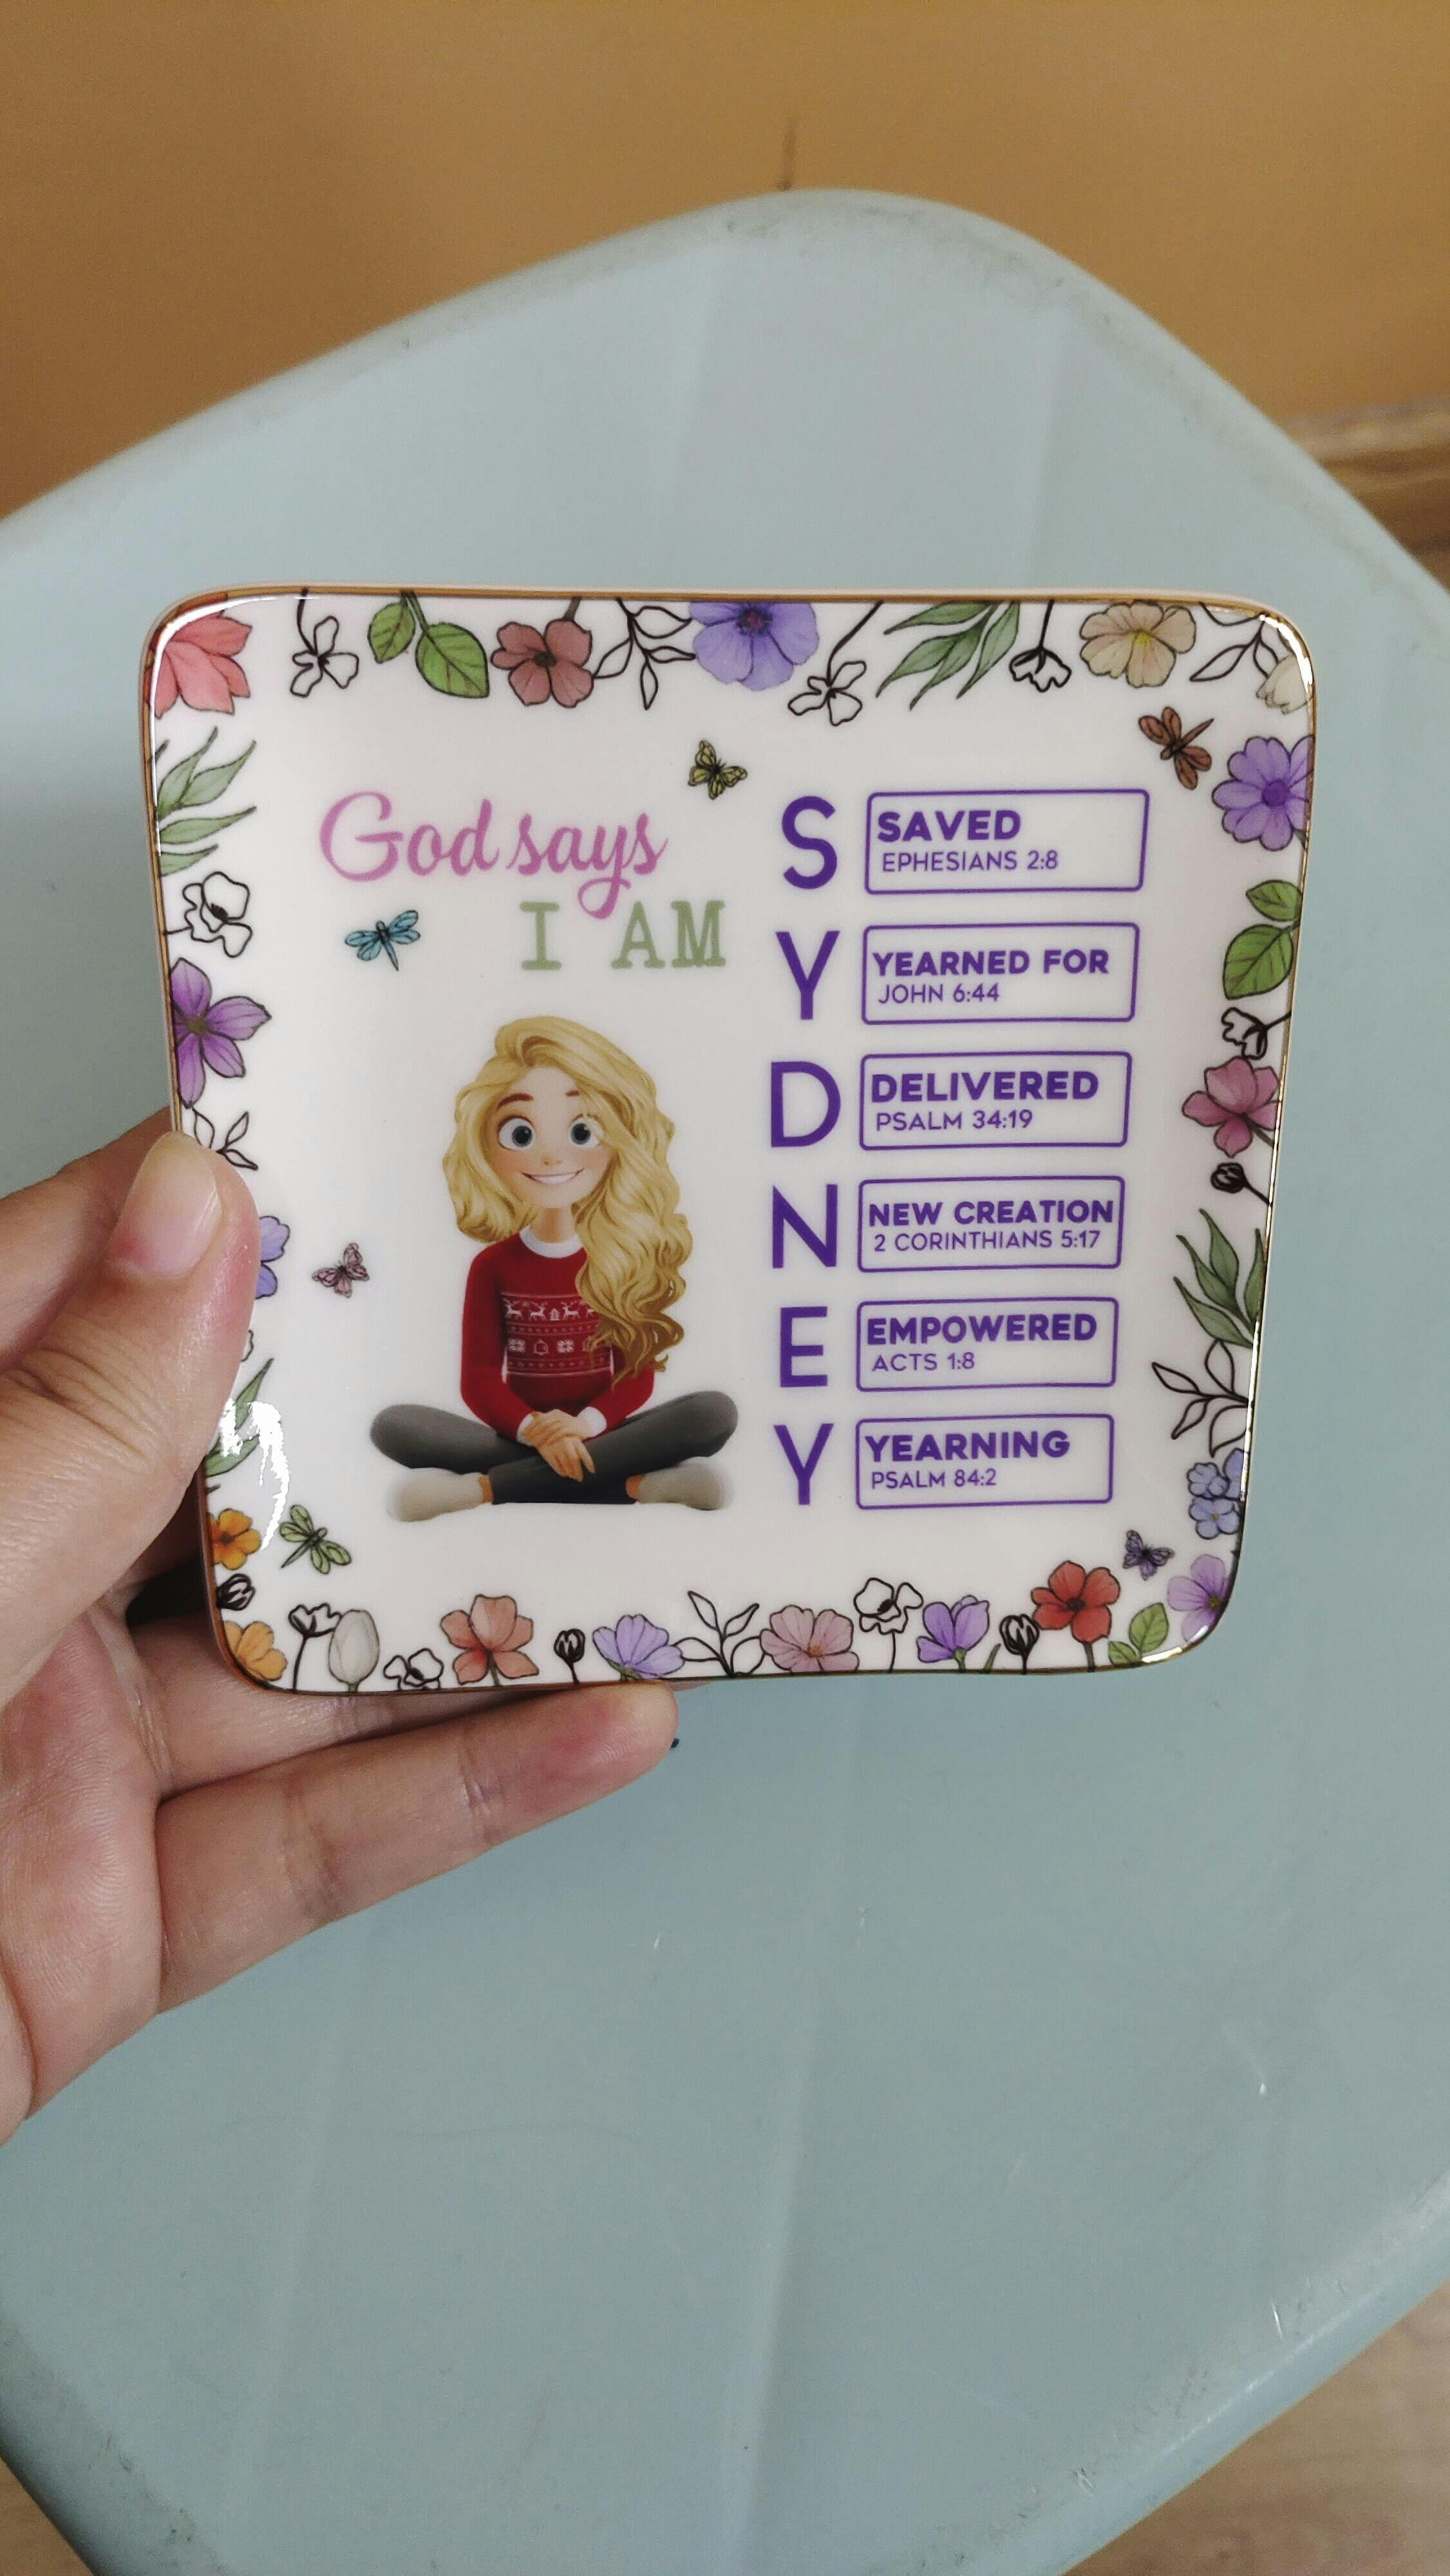 God says
I AM
S
SAVED
EPHESIANS 2:8
Y
YEARNED FOR
JOHN 6:44
D
DELIVERED
PSALM 34:19
N
NEW CREATION
2 CORINTHIANS 5:17
E
EMPOWERED
ACTS 1:8
Y
YEARNING
PSALM 84:2